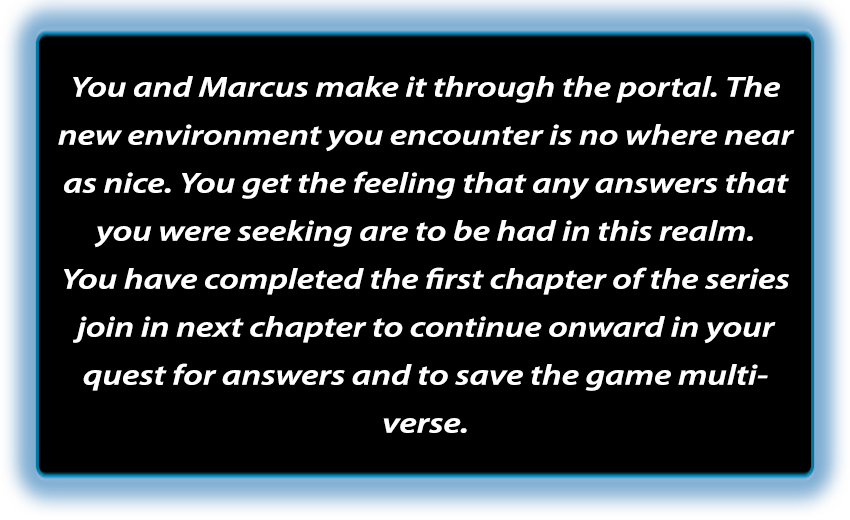 You and Marcus make it through the portal. The
new environment you encounter is no where near
as nice. You get the feeling that any answers that
you were seeking are to be had in this realm.
You have completed the first chapter of the series
join in next chapter to continue onward in your
quest for answers and to save the game multi-
verse.